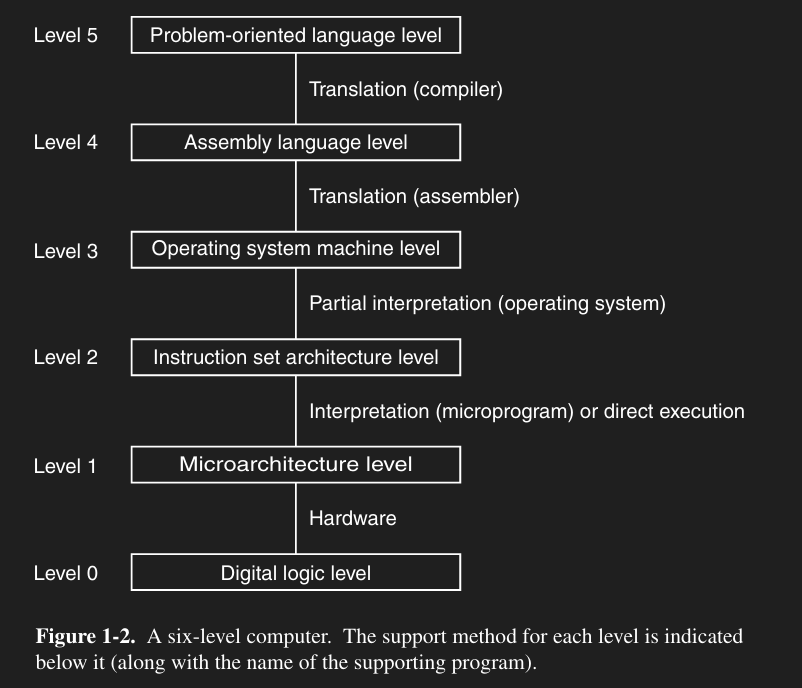 Level 5 Problem-oriented language level
Translation (compiler)
Level 4 Assembly language level
Translation (assembler)
Level 3 Operating system machine level
Partial interpretation (operating system)
Level 2 Instruction set architecture level
Interpretation (microprogram) or direct execution
Level 1 Microarchitecture level
Hardware
Level 0 Digital logic level
Figure 1-2. A six-level computer. The support method for each level is indicated
below it (along with the name of the supporting program).